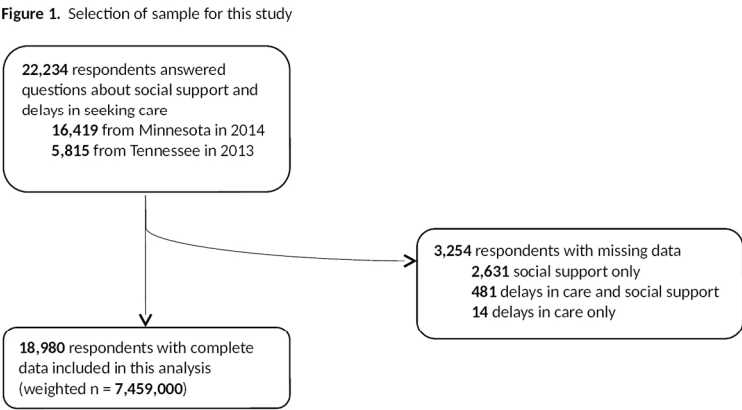 Figure 1. Selection of sample for this study
22,234 respondents answered
questions about social support and
delays in seeking care
16,419 from Minnesota in 2014
5,815 from Tennessee in 2013
3,254 respondents with missing data
2,631 social support only
481 delays in care and social support
14 delays in care only
18,980 respondents with complete
data included in this analysis
(weighted n = 7,459,000)